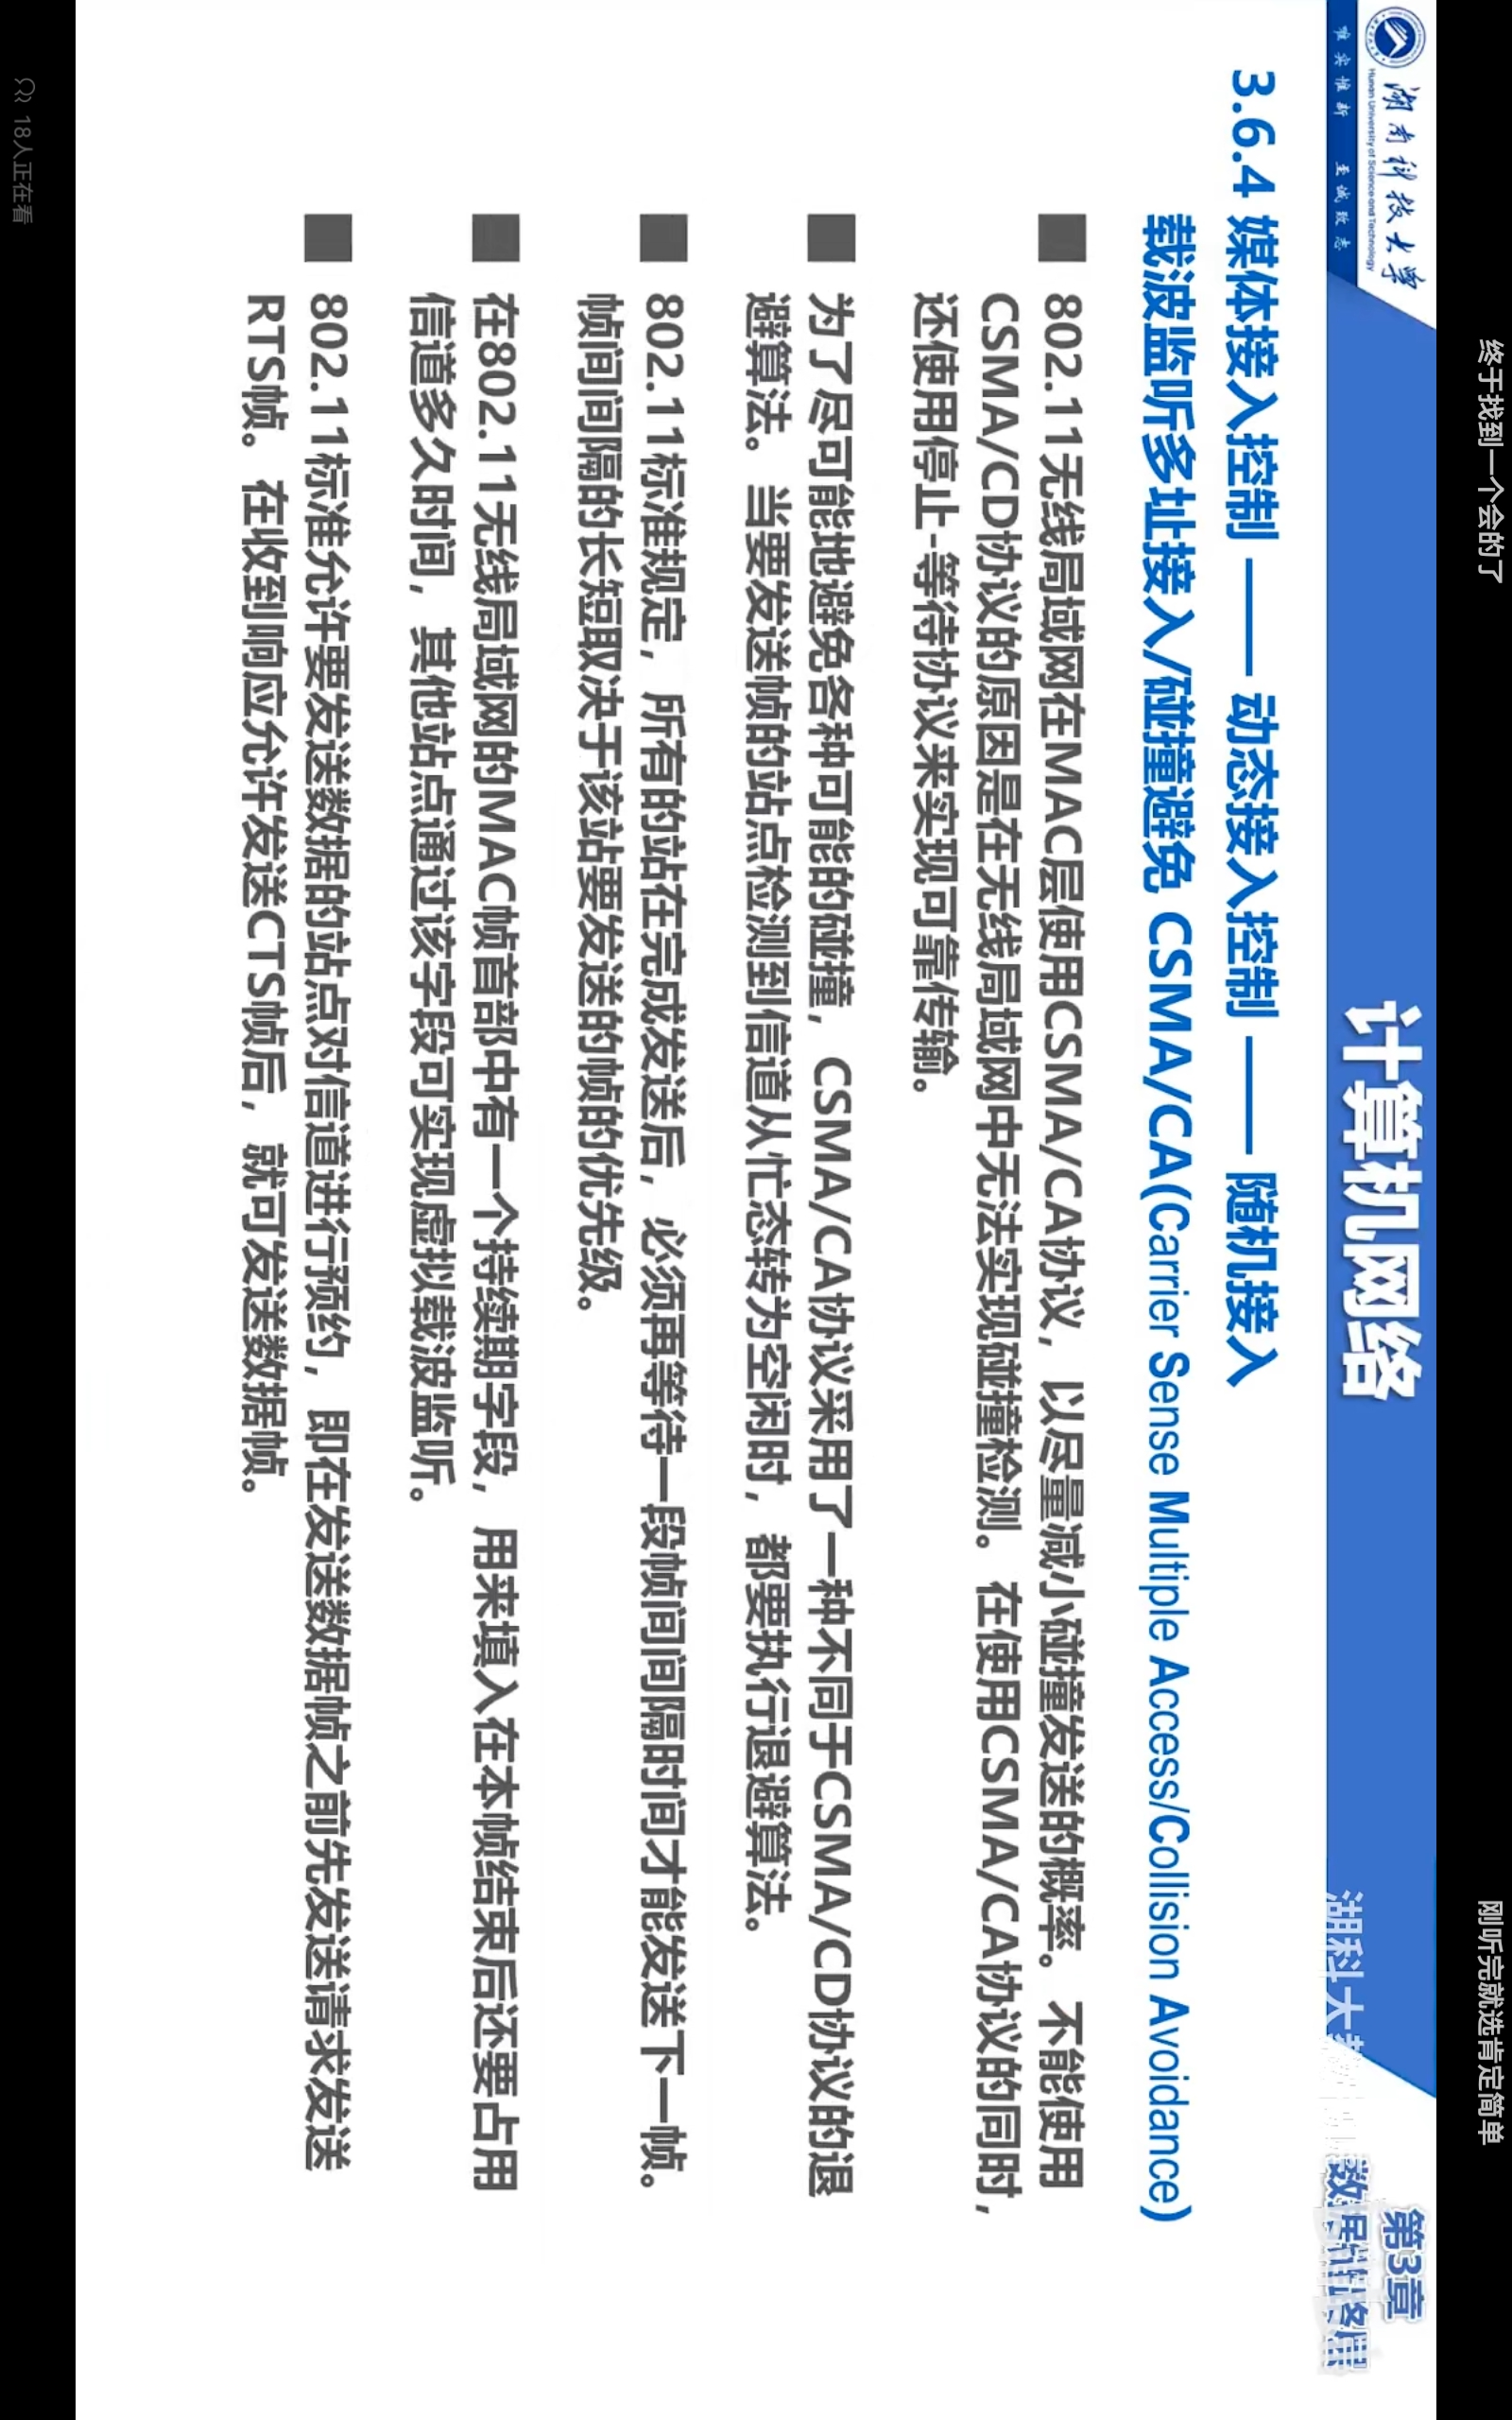 终于找到一个会的了
刚听完就选肯定简单
湖南科技大学
Hunan University of Science and Technology
唯实惟新 至诚致志
计算机网络
第3章
湖科大
数据链路层
3.6.4 媒体接入控制 —— 动态接入控制 —— 随机接入
载波监听多址接入/碰撞避免 CSMA/CA(Carrier Sense Multiple Access/Collision Avoidance)
■ 802.11无线局域网在MAC层使用CSMA/CA协议，以尽量减小碰撞发送的概率。不能使用
CSMA/CD协议的原因是在无线局域网中无法实现碰撞检测。在使用CSMA/CA协议的同时，
还使用停止-等待协议来实现可靠传输。
■ 为了尽可能地避免各种可能的碰撞，CSMA/CA协议采用了一种不同于CSMA/CD协议的退
避算法。当要发送帧的站点检测到信道从忙态转为空闲时，都要执行退避算法。
■ 802.11标准规定，所有的站在完成发送后，必须再等待一段帧间间隔时间才能发送下一帧。
帧间间隔的长短取决于该站要发送的帧的优先级。
■ 在802.11无线局域网的MAC帧首部中有一个持续期字段，用来填入在本帧结束后还要占用
信道多久时间，其他站点通过该字段可实现虚拟载波监听。
■ 802.11标准允许要发送数据的站点对信道进行预约，即在发送数据帧之前先发送请求发送
RTS帧。在收到响应允许发送CTS帧后，就可发送数据帧。
18人正在看